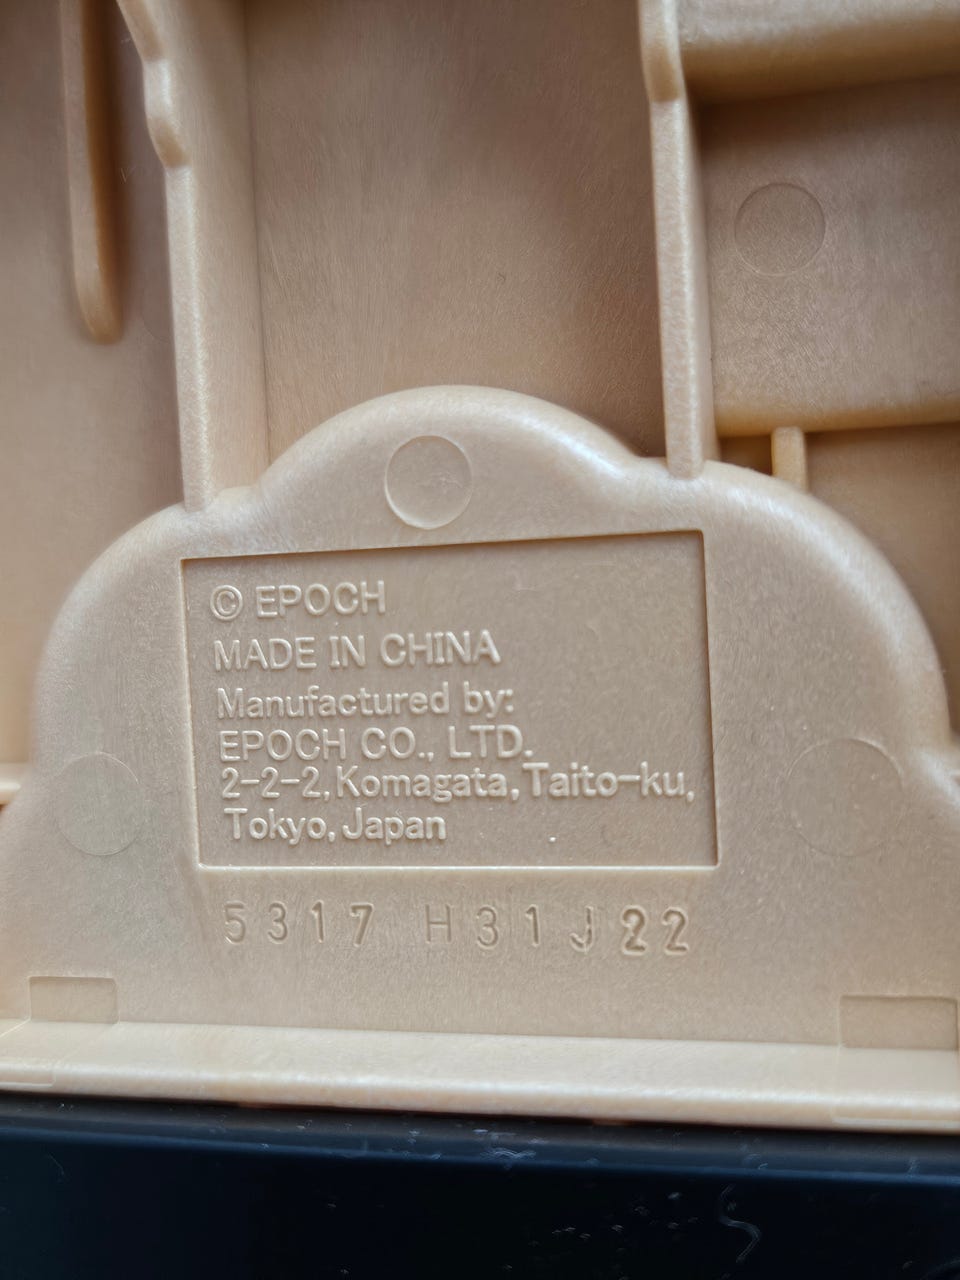 © EPOCH
MADE IN CHINA
Manufactured by:
EPOCH CO., LTD.
2-2-2, Komagata, Taito-ku,
Tokyo, Japan
5317 H31J22